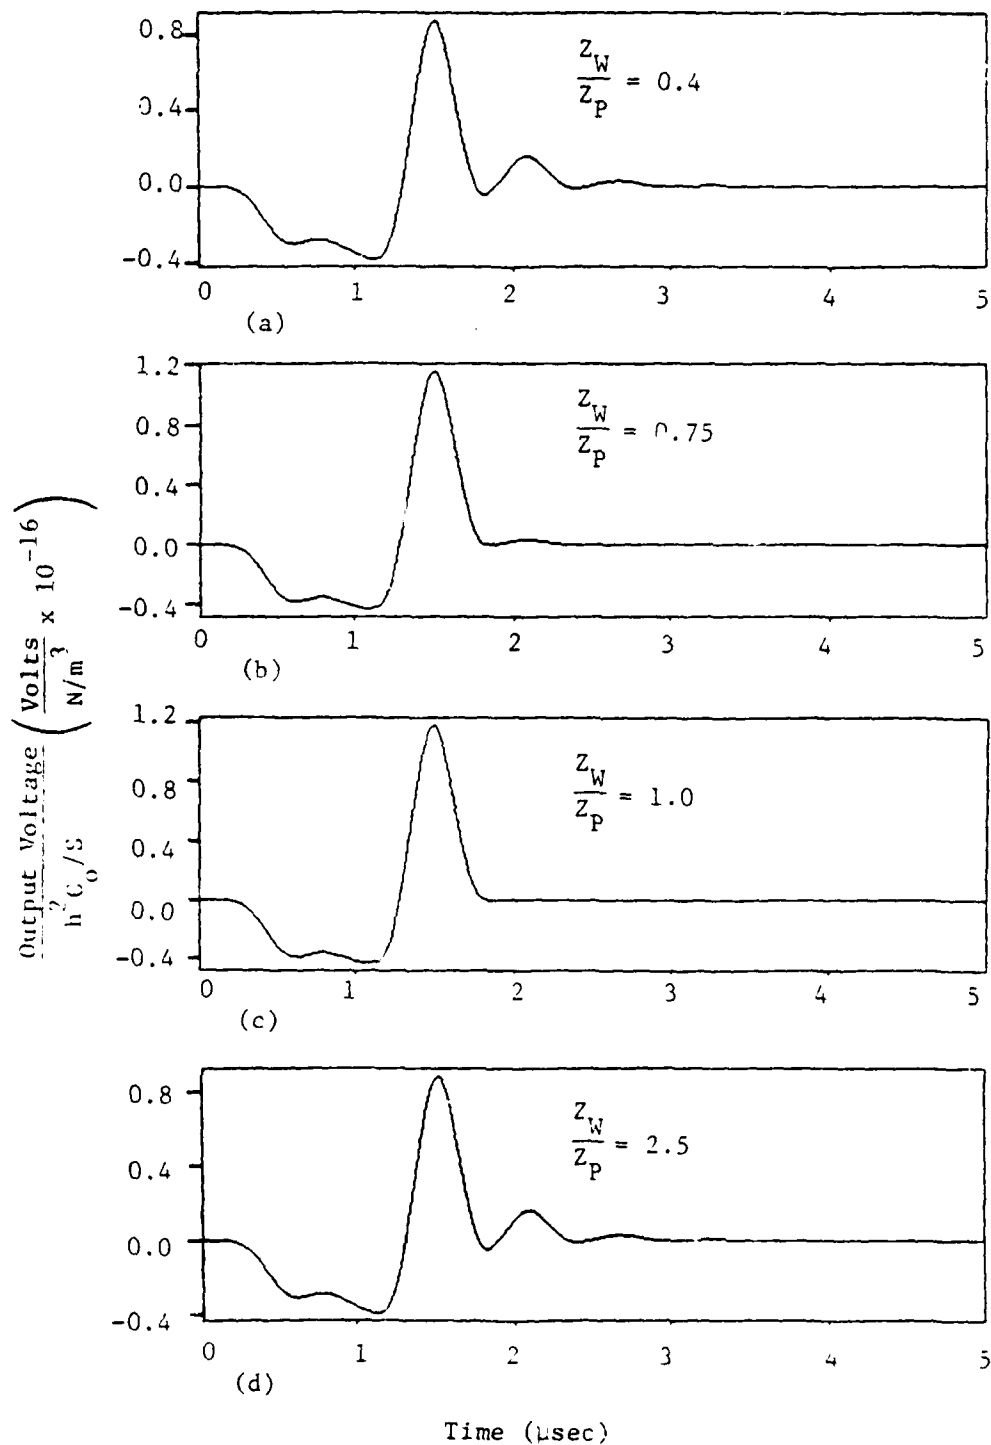 0.8
0.4
0.0
-0.4
Z_W
/
Z_P = 0.4
0 1 2 3 4 5
(a)
1.2
0.8
0.4
0.0
-0.4
Z_W
/
Z_P = 0.75
0 1 2 3 4 5
(b)
1.2
0.8
0.4
0.0
-0.4
Z_W
/
Z_P = 1.0
0 1 2 3 4 5
(c)
0.8
0.4
0.0
-0.4
Z_W
/
Z_P = 2.5
0 1 2 3 4 5
(d)
Output Voltage / h²C_o/S (Volts / N/m³ x 10⁻¹⁶)
Time (μsec)